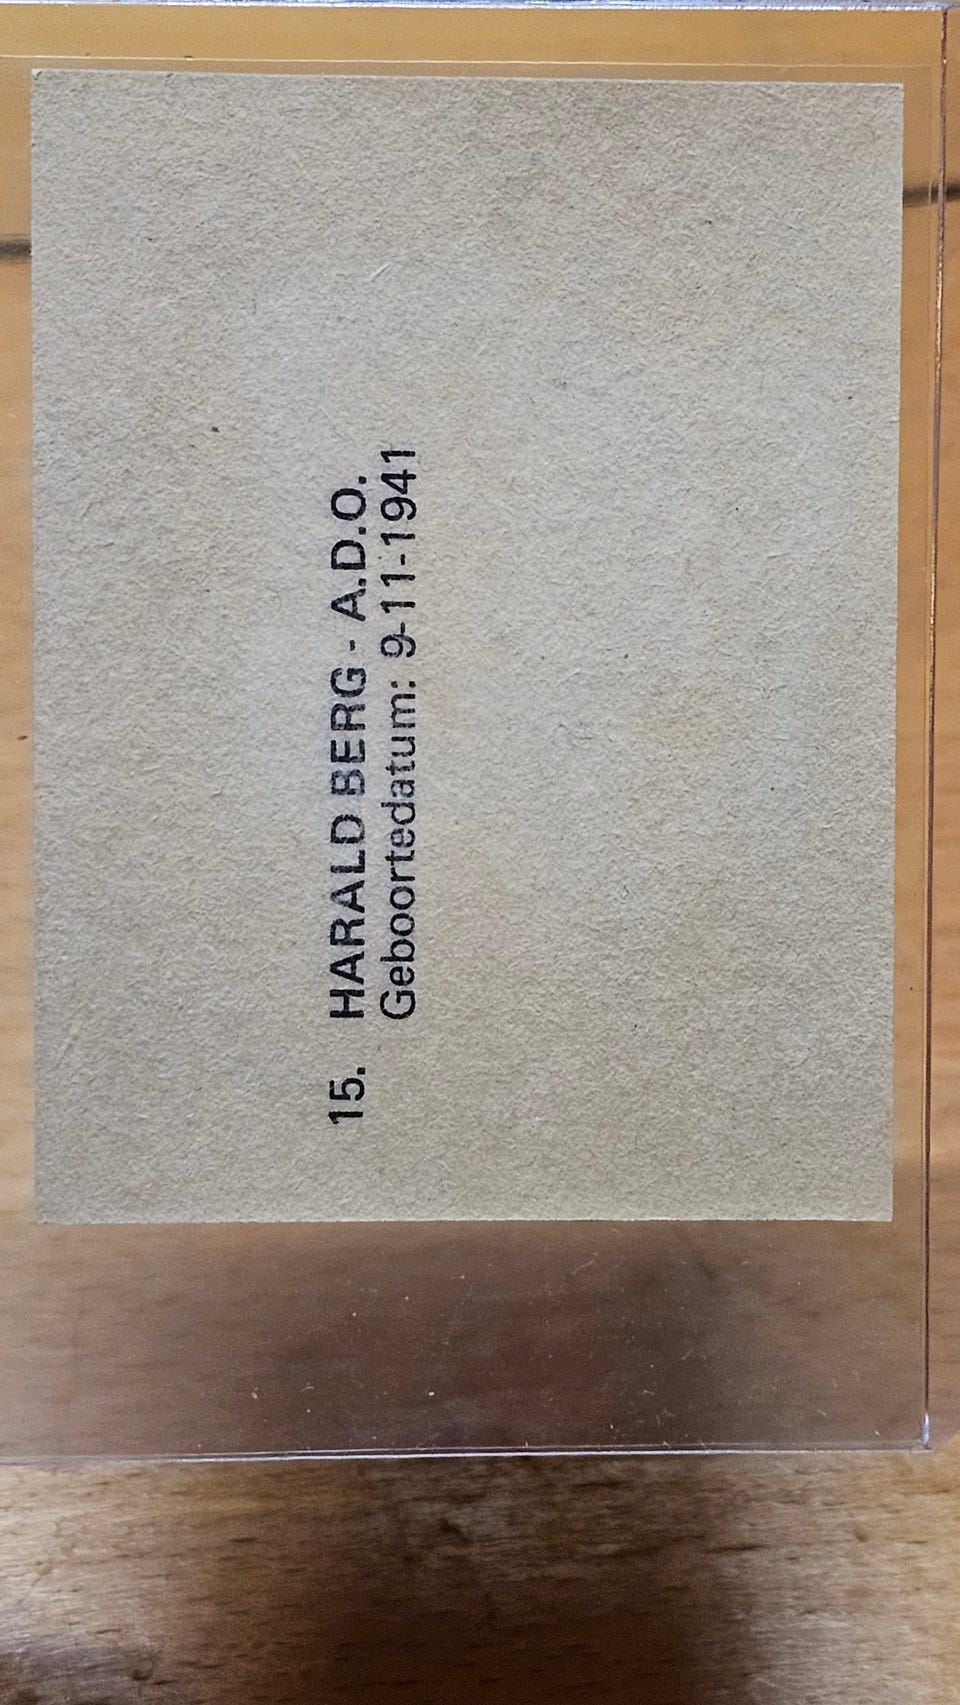 15. HARALD BERG - A.D.O.
Geboortedatum: 9-11-1941